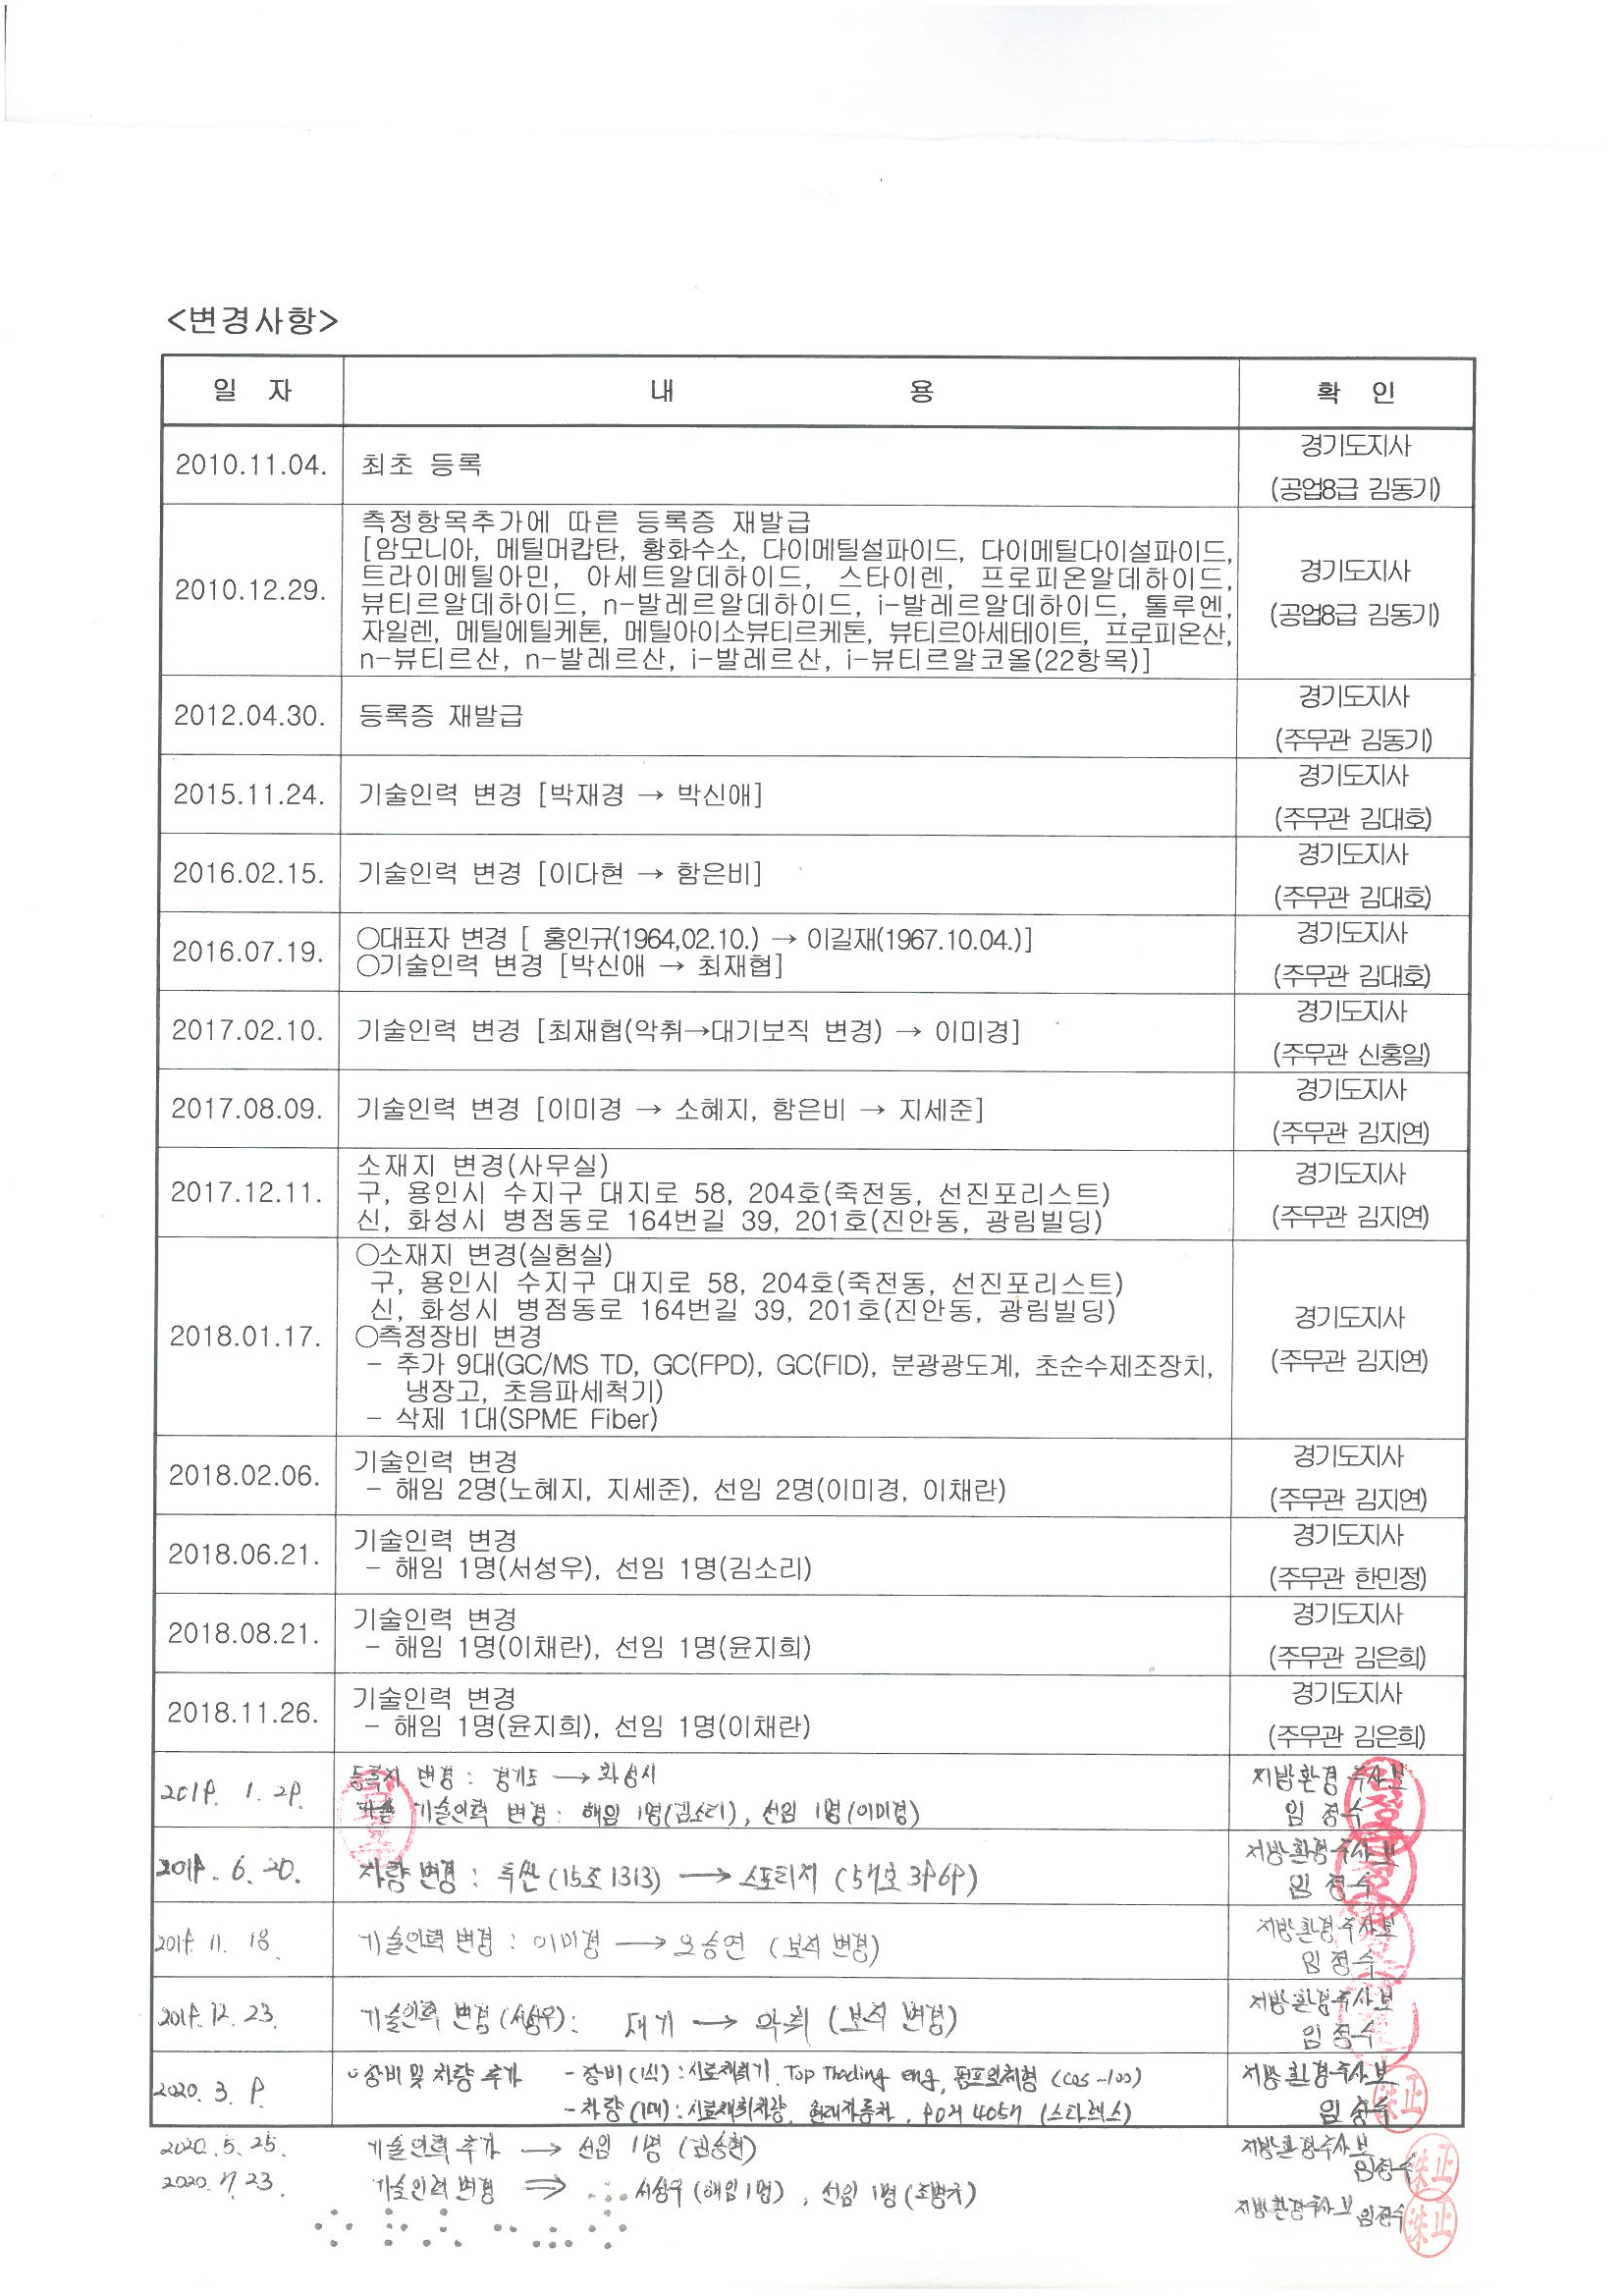 <변경사항>
일 자
내 용
확 인
2010.11.04.
최초 등록
경기도지사
(공업8급 김동기)
2010.12.29.
측정항목추가에 따른 등록증 재발급
[암모니아, 메틸머캅탄, 황화수소, 다이메틸설파이드, 다이메틸다이설파이드,
트라이메틸아민, 아세트알데하이드, 스타이렌, 프로피온알데하이드,
뷰티르알데하이드, n-발레르알데하이드, i-발레르알데하이드, 톨루엔,
자일렌, 메틸에틸케톤, 메틸아이소뷰티르케톤, 뷰티르아세테이트, 프로피온산,
n-뷰티르산, n-발레르산, i-발레르산, i-뷰티르알코올(22항목)]
경기도지사
(공업8급 김동기)
2012.04.30.
등록증 재발급
경기도지사
(주무관 김동기)
2015.11.24.
기술인력 변경 [박재경 → 박신애]
경기도지사
(주무관 김대호)
2016.02.15.
기술인력 변경 [이다현 → 함은비]
경기도지사
(주무관 김대호)
2016.07.19.
○대표자 변경 [ 홍인규(1964,02.10.) → 이길재(1967.10.04.)]
○기술인력 변경 [박신애 → 최재협]
경기도지사
(주무관 김대호)
2017.02.10.
기술인력 변경 [최재협(악취→대기보직 변경) → 이미경]
경기도지사
(주무관 신홍일)
2017.08.09.
기술인력 변경 [이미경 → 소혜지, 함은비 → 지세준]
경기도지사
(주무관 김지연)
2017.12.11.
소재지 변경(사무실)
구, 용인시 수지구 대지로 58, 204호(죽전동, 선진포리스트)
신, 화성시 병점동로 164번길 39, 201호(진안동, 광림빌딩)
경기도지사
(주무관 김지연)
2018.01.17.
○소재지 변경(실험실)
구, 용인시 수지구 대지로 58, 204호(죽전동, 선진포리스트)
신, 화성시 병점동로 164번길 39, 201호(진안동, 광림빌딩)
○측정장비 변경
- 추가 9대(GC/MS TD, GC(FPD), GC(FID), 분광광도계, 초순수제조장치,
냉장고, 초음파세척기)
- 삭제 1대(SPME Fiber)
경기도지사
(주무관 김지연)
2018.02.06.
기술인력 변경
- 해임 2명(노혜지, 지세준), 선임 2명(이미경, 이채란)
경기도지사
(주무관 김지연)
2018.06.21.
기술인력 변경
- 해임 1명(서성우), 선임 1명(김소리)
경기도지사
(주무관 한민정)
2018.08.21.
기술인력 변경
- 해임 1명(이채란), 선임 1명(윤지희)
경기도지사
(주무관 김은희)
2018.11.26.
기술인력 변경
- 해임 1명(윤지희), 선임 1명(이채란)
경기도지사
(주무관 김은희)
2019. 1. 29.
등록지 변경 : 경기도 → 화성시
기술인력 변경 : 해임 1명(김소리), 선임 1명(이미경)
지방환경주사보
임 정수
2019. 6. 20.
차량 변경 : 투싼 (15조 1313) → 스포티지 (57호 3969)
지방환경주사보
임 정수
2019. 11. 18.
기술인력 변경 : 이미경 → 오승연 (보직 변경)
지방환경주사보
임 정수
2019. 12. 23.
기술인력 변경 (서성우) : 대기 → 악취 (보직 변경)
지방환경주사보
임 정수
2020. 3. 9.
○ 장비 및 차량 추가 - 장비 (1식) : 시료채취기, Top Trading eng, 펌프일체형 (COS-100)
- 차량 (1대) : 시료채취차량, 현대자동차, 4057 (스타렉스)
지방환경주사보
임 정수
2020. 5. 25.
기술인력 추가 → 선임 1명
지방환경주사보
임정수
2020. 7. 23.
기술인력 변경 ⇒ 서성우 (해임 1명), 선임 1명
지방환경주사보 임정수